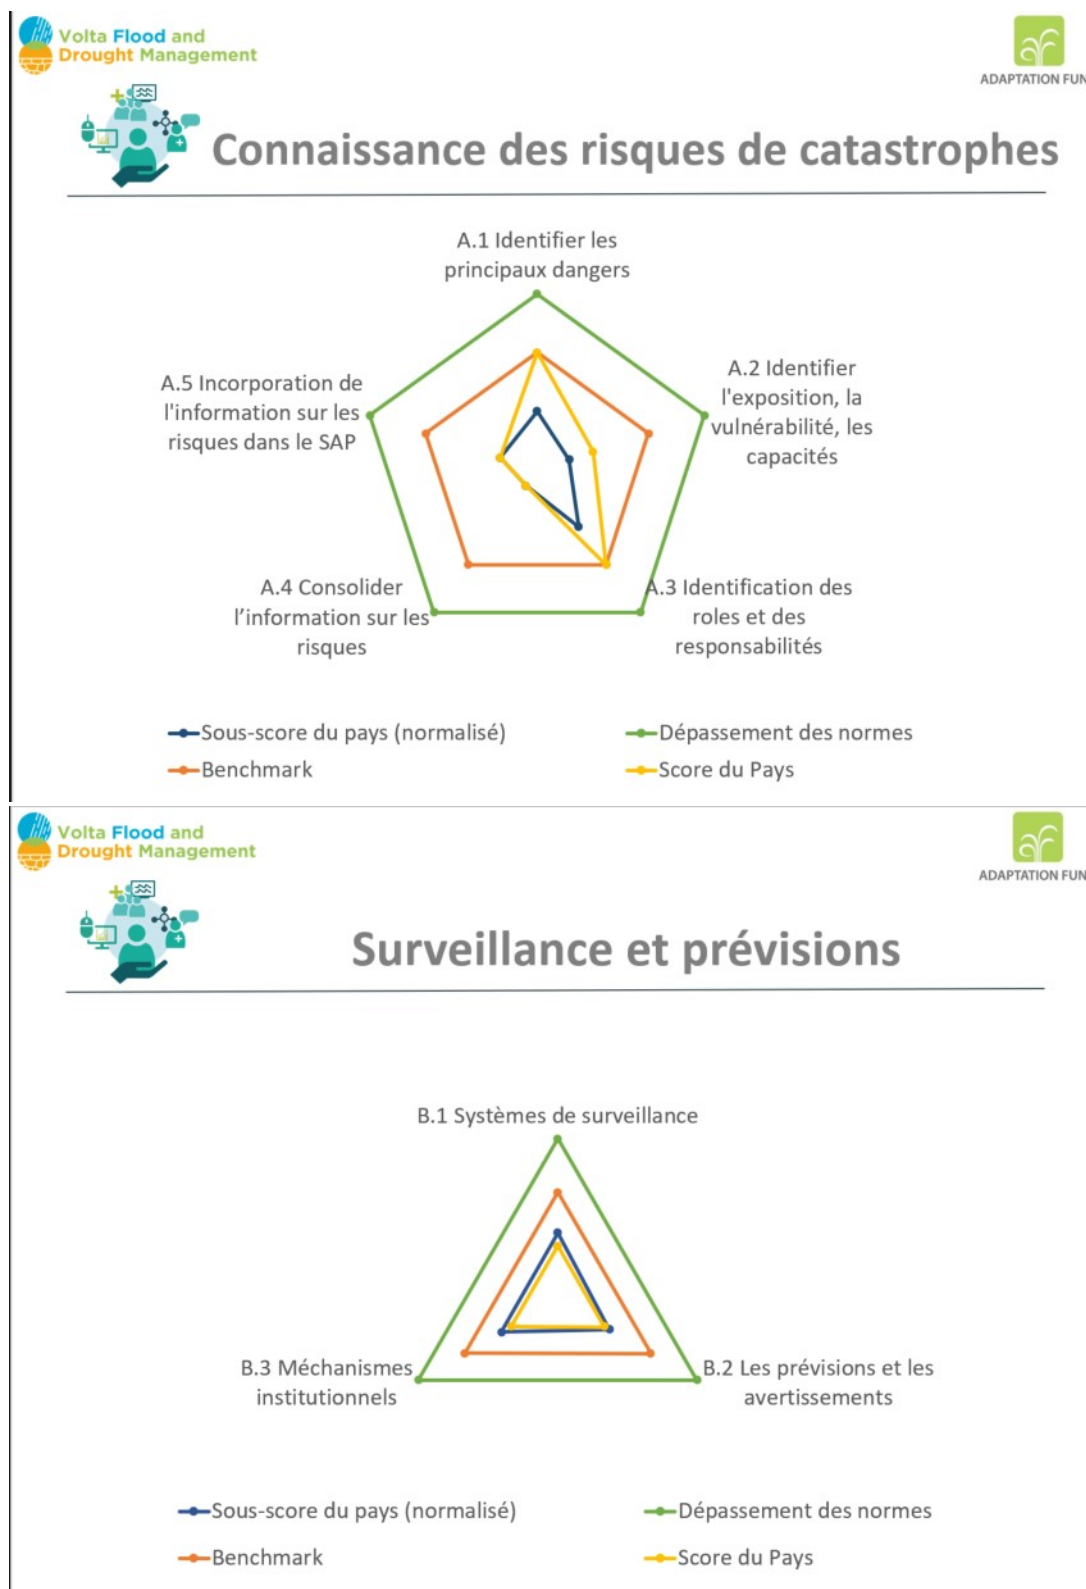 Volta Flood and
Drought Management
ADAPTATION FUN
Connaissance des risques de catastrophes
A.1 Identifier les
principaux dangers
A.2 Identifier
l'exposition, la
vulnérabilité, les
capacités
A.5 Incorporation de
l'information sur les
risques dans le SAP
A.4 Consolider
l’information sur les
risques
A.3 Identification des
roles et des
responsabilités
Sous-score du pays (normalisé)
Dépassement des normes
Benchmark
Score du Pays
Volta Flood and
Drought Management
ADAPTATION FUN
Surveillance et prévisions
B.1 Systèmes de surveillance
B.3 Méchanismes
institutionnels
B.2 Les prévisions et les
avertissements
Sous-score du pays (normalisé)
Dépassement des normes
Benchmark
Score du Pays